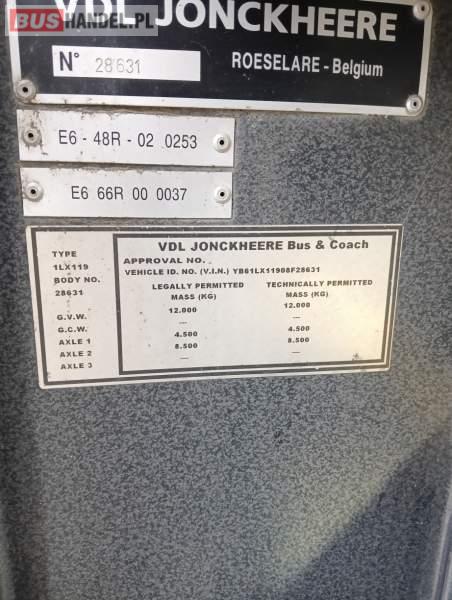 BUSHANDEL.PL
VDL JONCKHEERE
N° 28631
ROESELARE - Belgium
E6 - 48R - 02 0253
E6 66R 00 0037
VDL JONCKHEERE Bus & Coach
TYPE
1LX119
BODY NO.
28631
APPROVAL NO.
VEHICLE ID. NO. (V.I.N.) YB61LX11908F28631
LEGALLY PERMITTED TECHNICALLY PERMITTED
MASS (KG) MASS (KG)
G.V.W. 12.000 12.000
G.C.W. --- ---
AXLE 1 4.500 4.500
AXLE 2 8.500 8.500
AXLE 3 --- ---